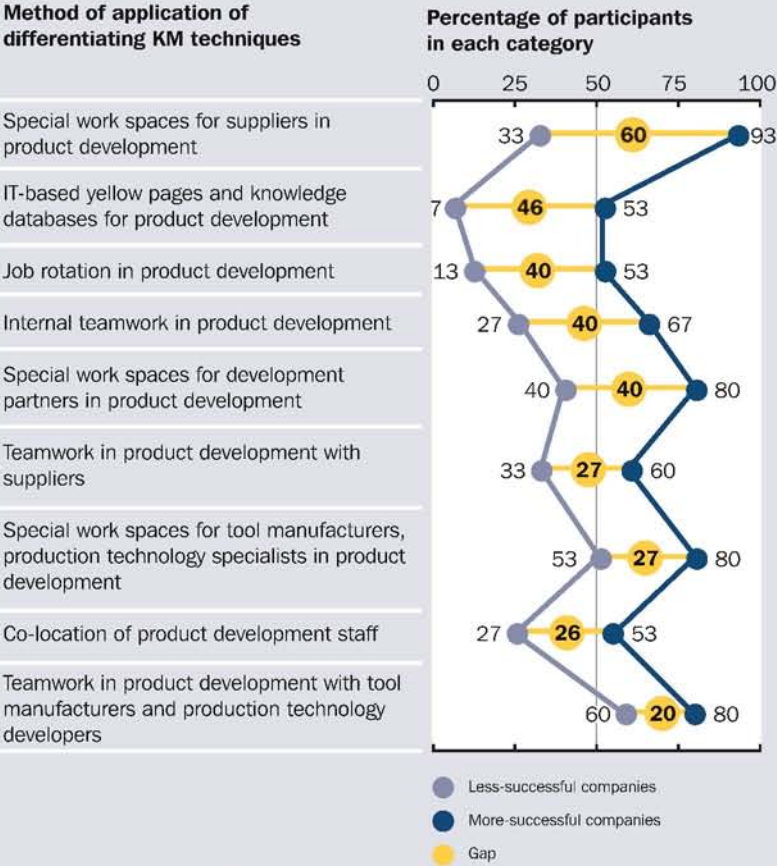 Method of application of
differentiating KM techniques
Percentage of participants
in each category
0 25 50 75 100
Special work spaces for suppliers in
product development
33 60 93
IT-based yellow pages and knowledge
databases for product development
7 46 53
Job rotation in product development
13 40 53
Internal teamwork in product development
27 40 67
Special work spaces for development
partners in product development
40 40 80
Teamwork in product development with
suppliers
33 27 60
Special work spaces for tool manufacturers,
production technology specialists in product
development
53 27 80
Co-location of product development staff
27 26 53
Teamwork in product development with tool
manufacturers and production technology
developers
60 20 80
Less-successful companies
More-successful companies
Gap